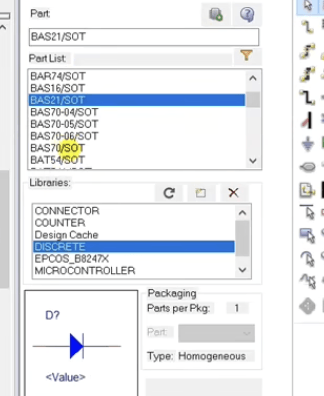 Part
BAS21/SOT
Part List:
BAR74/SOT
BAS16/SOT
BAS21/SOT
BAS70-04/SOT
BAS70-05/SOT
BAS70-06/SOT
BAS70/SOT
BAT54/SOT
Libraries:
CONNECTOR
COUNTER
Design Cache
DISCRETE
EPCOS_B8247X
MICROCONTROLLER
D?
<Value>
Packaging
Parts per Pkg: 1
Part:
Type: Homogeneous